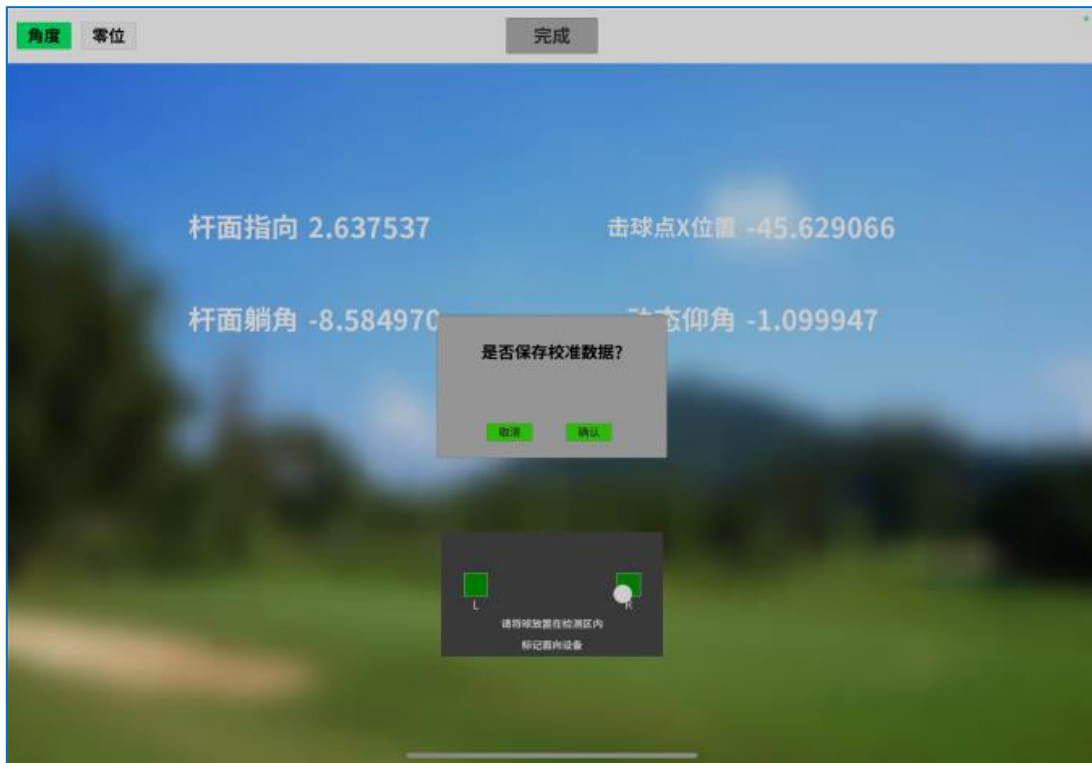 角度 零位 完成
杆面指向 2.637537 击球点X位置 -45.629066
杆面躺角 -8.584970 动态仰角 -1.099947
是否保存校准数据?
取消 确认
L R
请将球放置在检测区内
标记面向设备